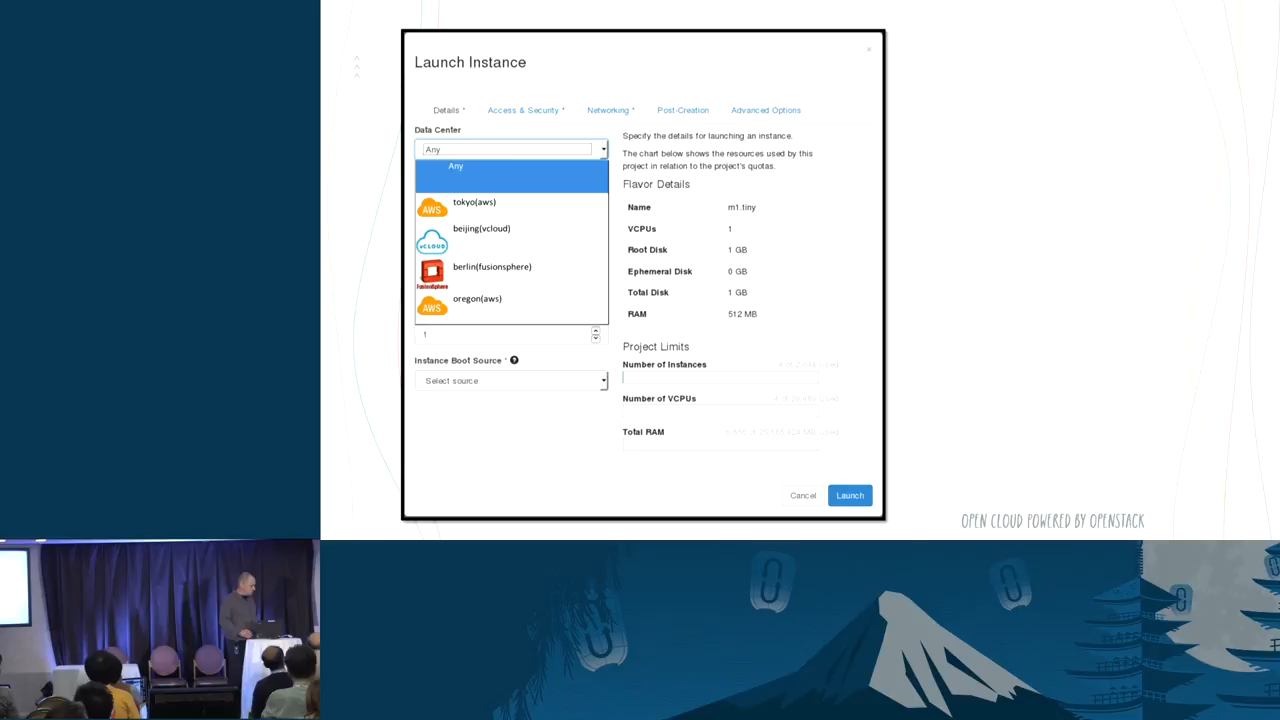 Launch Instance
×
Details *
Access & Security *
Networking *
Post-Creation
Advanced Options
Data Center
Any
Any
AWS
tokyo(aws)
vCLOUD
beijing(vcloud)
berlin(fusionsphere)
FusionSphere
AWS
oregon(aws)
1
Instance Boot Source * ?
Select source
Specify the details for launching an instance.
The chart below shows the resources used by this
project in relation to the project's quotas.
Flavor Details
Name m1.tiny
VCPUs 1
Root Disk 1 GB
Ephemeral Disk 0 GB
Total Disk 1 GB
RAM 512 MB
Project Limits
Number of Instances
Number of VCPUs
Total RAM
Cancel
Launch
OPEN CLOUD POWERED BY OPENSTACK